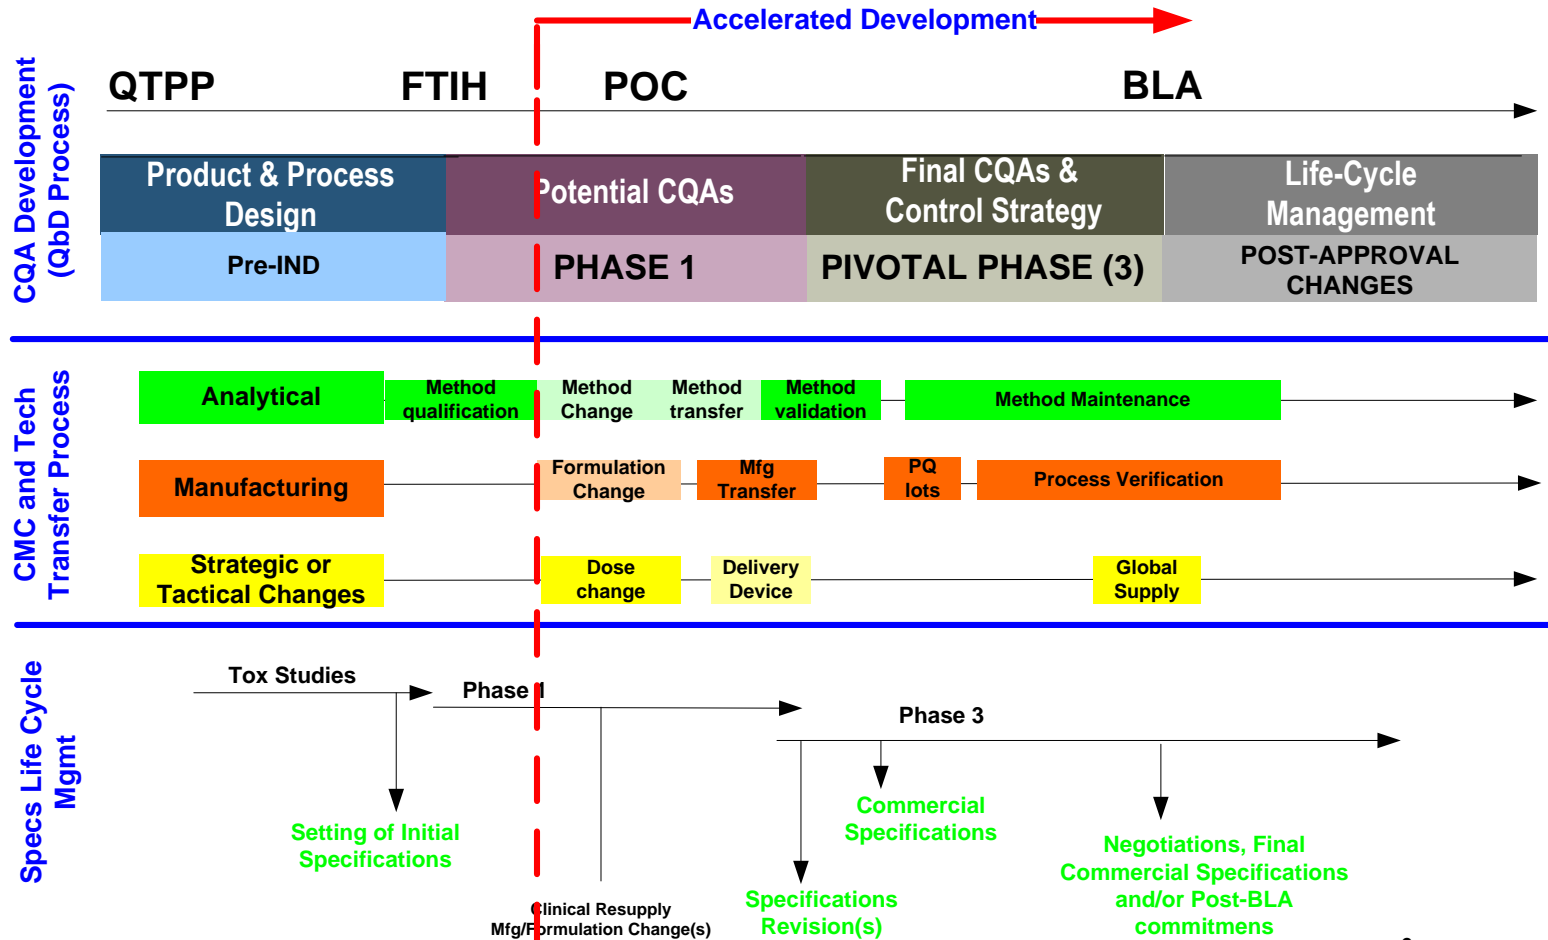 Accelerated Development
QTPP
FTIH
POC
BLA
CQA Development
(QbD Process)
Product & Process
Design
Potential CQAs
Final CQAs &
Control Strategy
Life-Cycle
Management
Pre-IND
PHASE 1
PIVOTAL PHASE (3)
POST-APPROVAL
CHANGES
CMC and Tech
Transfer Process
Analytical
Method
qualification
Method
Change
Method
transfer
Method
validation
Method Maintenance
Manufacturing
Formulation
Change
Mfg
Transfer
PQ
lots
Process Verification
Strategic or
Tactical Changes
Dose
change
Delivery
Device
Global
Supply
Specs Life Cycle
Mgmt
Tox Studies
Phase 1
Phase 3
Setting of Initial
Specifications
Clinical Resupply
Mfg/Formulation Change(s)
Specifications
Revision(s)
Commercial
Specifications
Negotiations, Final
Commercial Specifications
and/or Post-BLA
commitmens